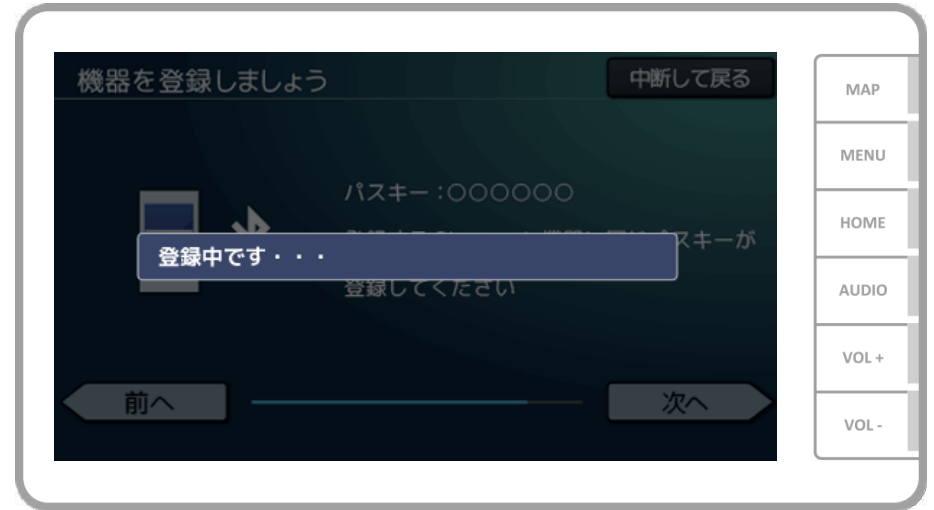 機器を登録しましょう
中断して戻る
パスキー:○○○○○○
パスキーが
登録中です・・・
登録してください
前へ
次へ
MAP
MENU
HOME
AUDIO
VOL +
VOL -